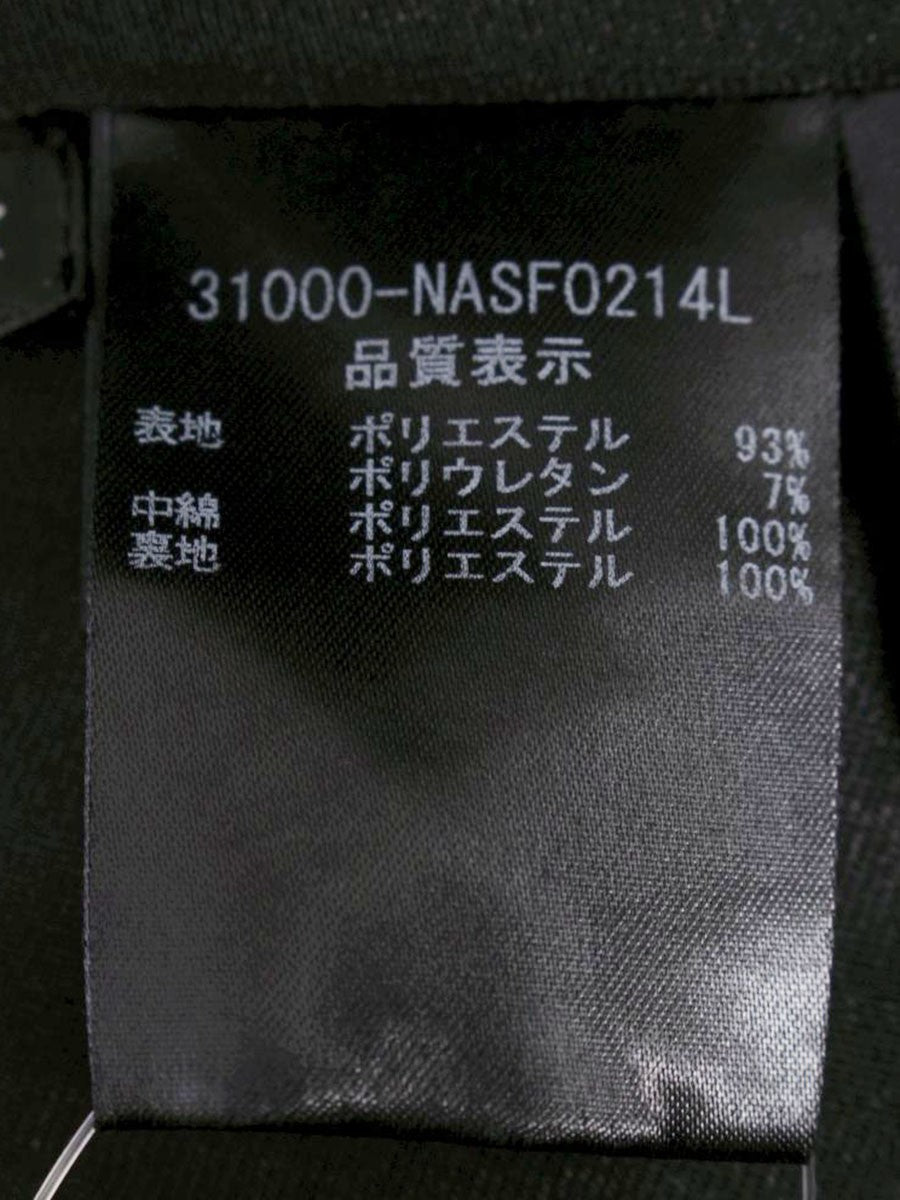 31000-NASF0214L
品質表示
表地 ポリエステル 93%
ポリウレタン 7%
中綿 ポリエステル 100%
裏地 ポリエステル 100%